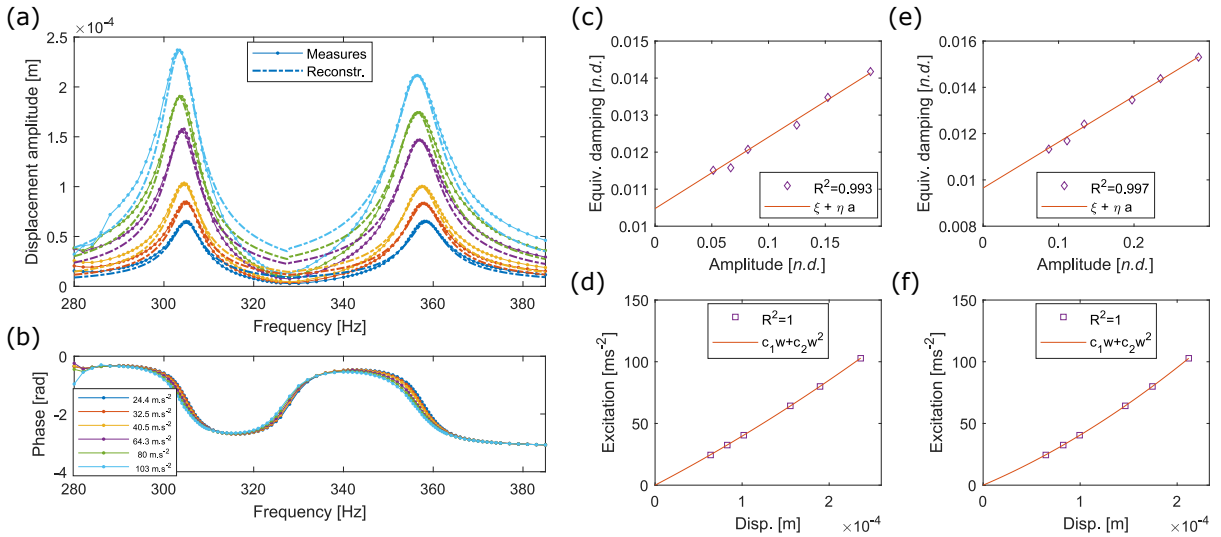 (a)
×10⁻⁴
2.5
2
1.5
1
0.5
0
Displacement amplitude [m]
Measures
Reconstr.
280 300 320 340 360 380
Frequency [Hz]
(b)
0
-2
-4
Phase [rad]
24.4 m.s⁻²
32.5 m.s⁻²
40.5 m.s⁻²
64.3 m.s⁻²
80 m.s⁻²
103 m.s⁻²
280 300 320 340 360 380
Frequency [Hz]
(c)
0.015
0.014
0.013
0.012
0.011
0.01
Equiv. damping [n.d.]
R²=0.993
ξ + η a
0 0.05 0.1 0.15
Amplitude [n.d.]
(d)
150
100
50
0
Excitation [ms⁻²]
R²=1
c₁w+c₂w²
0 1 2
Disp. [m]
×10⁻⁴
(e)
0.016
0.014
0.012
0.01
0.008
Equiv. damping [n.d.]
R²=0.997
ξ + η a
0 0.1 0.2
Amplitude [n.d.]
(f)
150
100
50
0
Excitation [ms⁻²]
R²=1
c₁w+c₂w²
0 1 2
Disp. [m]
×10⁻⁴